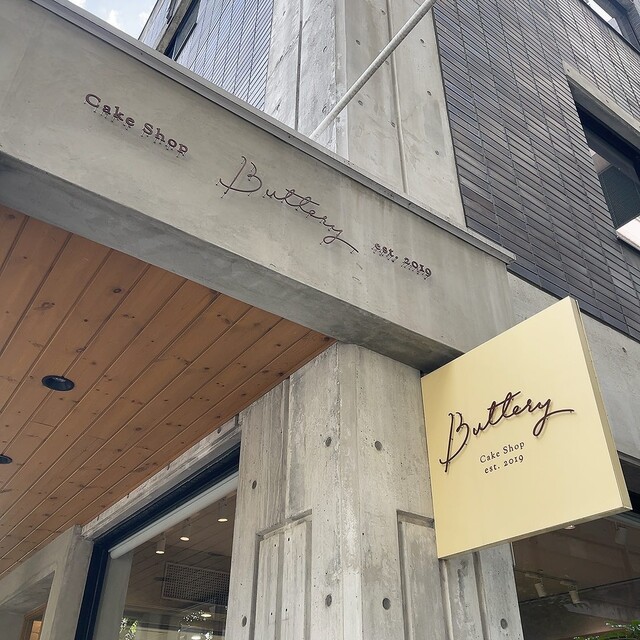 Cake Shop
Buttery
est. 2019
Buttery
Cake Shop
est. 2019